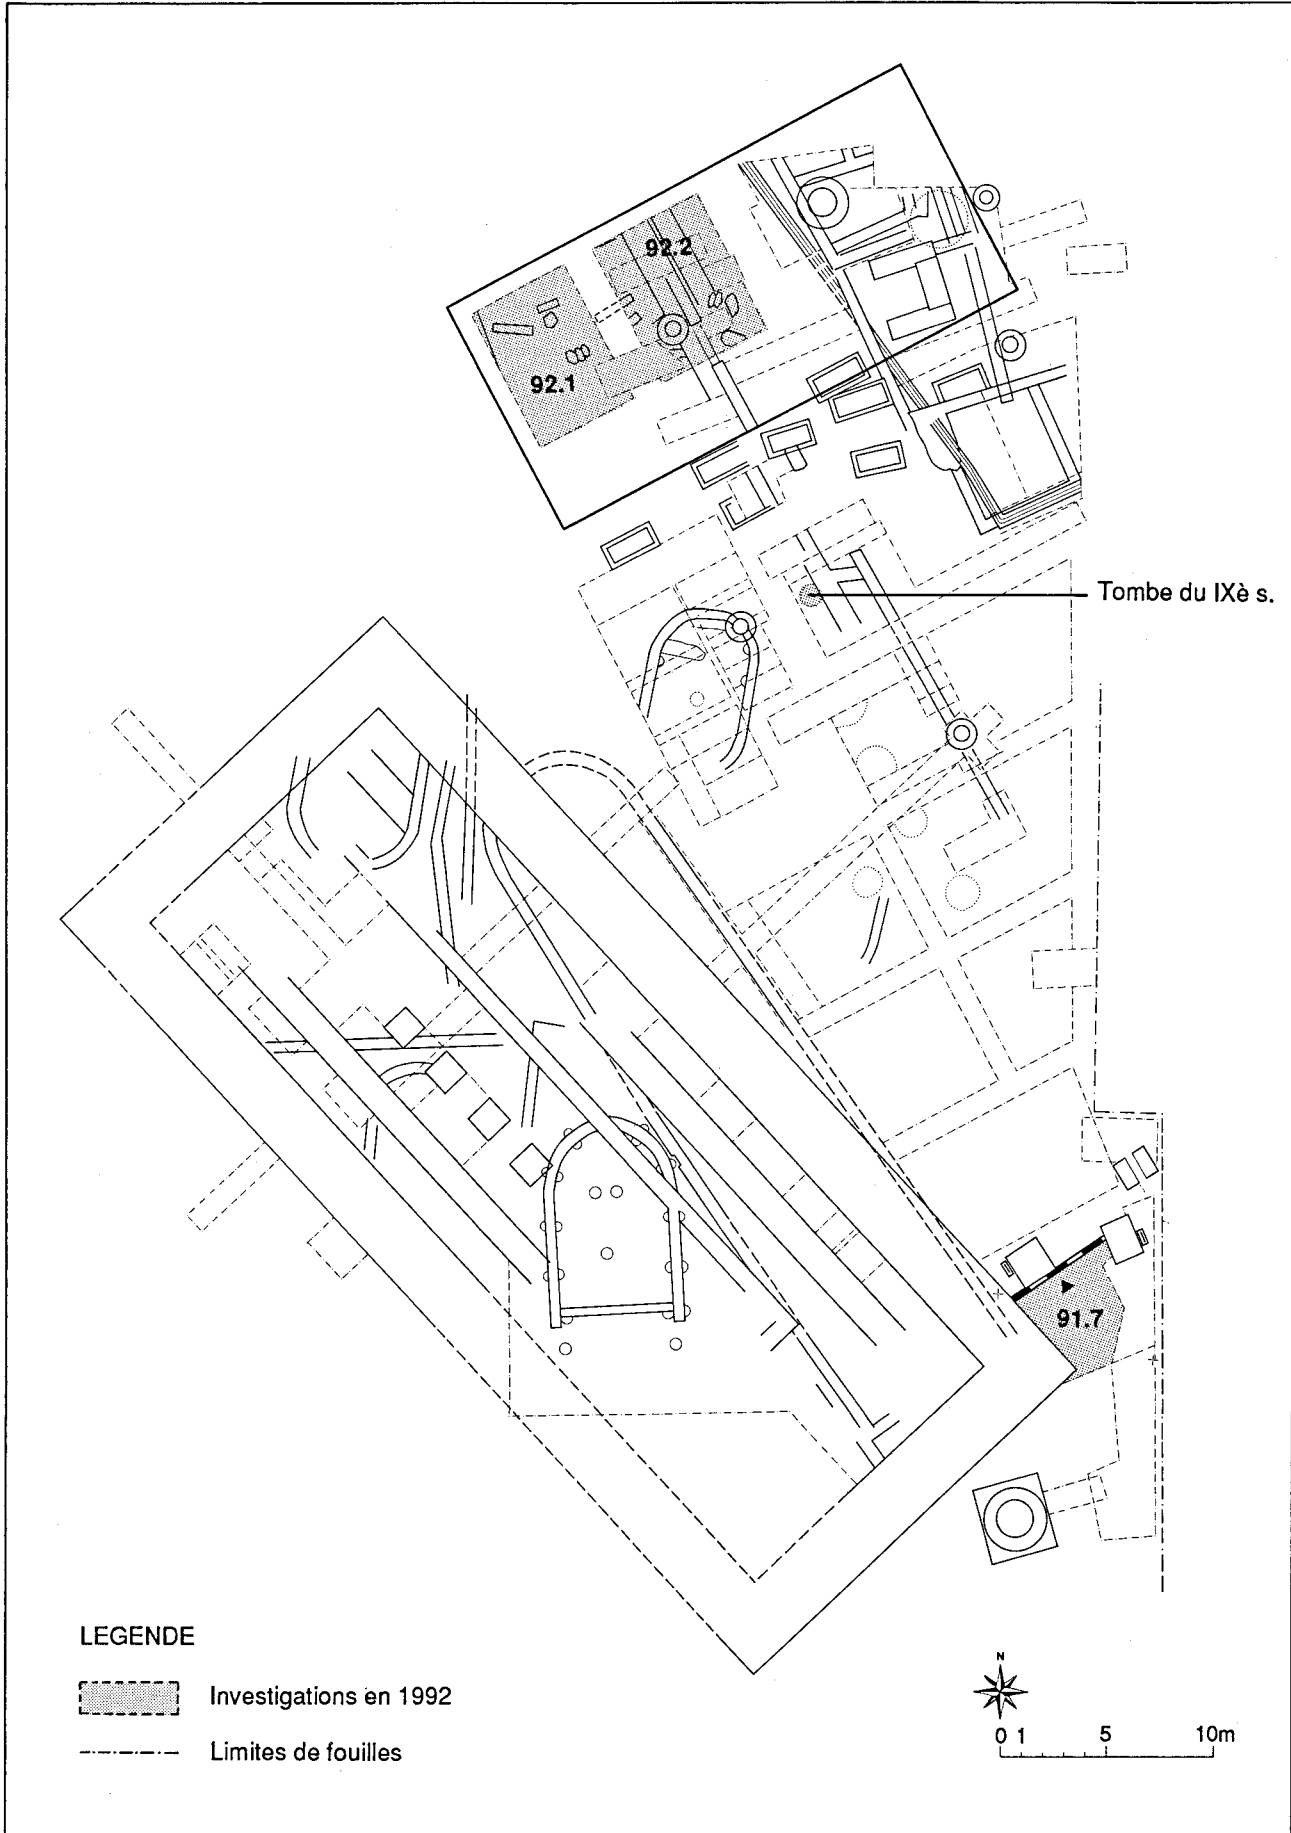 92.2
92.1
Tombe du IXè s.
91.7
LEGENDE
Investigations en 1992
Limites de fouilles
N
0 1 5 10m